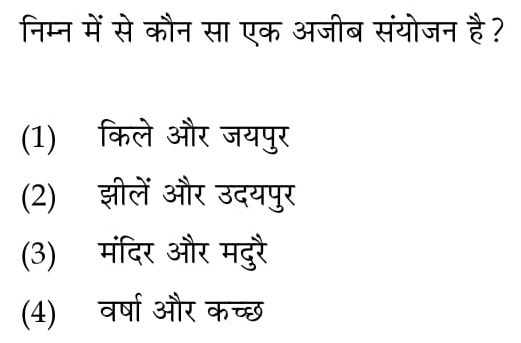 निम्न में से कौन सा एक अजीब संयोजन है ?
(1) किले और जयपुर
(2) झीलें और उदयपुर
(3) मंदिर और मदुरै
(4) वर्षा और कच्छ